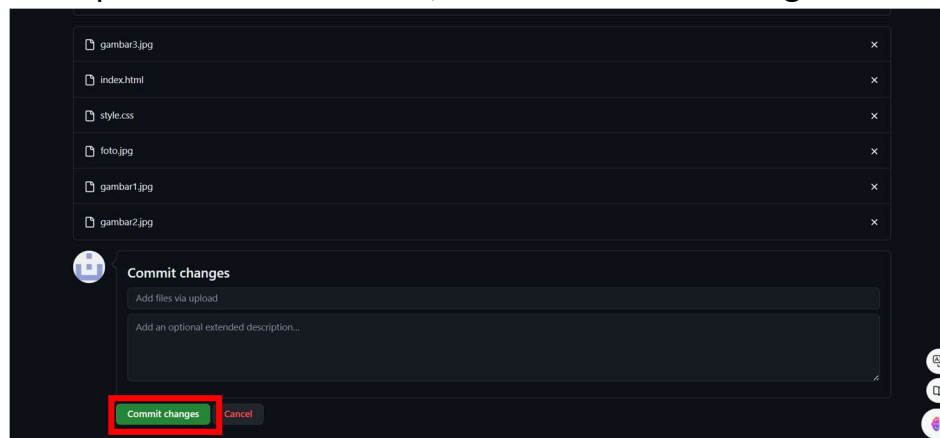 gambar3.jpg
index.html
style.css
foto.jpg
gambar1.jpg
gambar2.jpg
Commit changes
Add files via upload
Add an optional extended description...
Commit changes Cancel